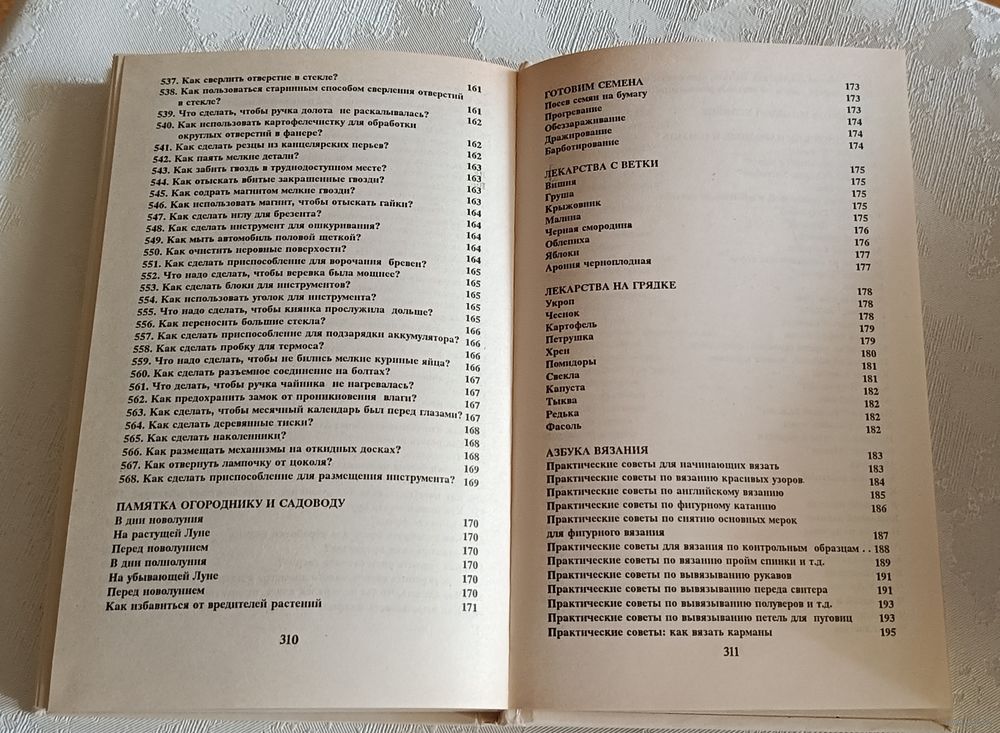 537. Как сверлить отверстие в стекле? 161
538. Как пользоваться старинным способом сверления отверстий
в стекле? 161
539. Что сделать, чтобы ручка долота не раскалывалась? 162
540. Как использовать картофелечистку для обработки
округлых отверстий в фанере? 162
541. Как сделать резцы из канцелярских перьев? 162
542. Как паять мелкие детали? 163
543. Как забить гвоздь в труднодоступном месте? 163
544. Как отыскать вбитые закрашенные гвозди? 163
545. Как содрать магнитом мелкие гвозди? 163
546. Как использовать магнит, чтобы отыскать гайки? 164
547. Как сделать иглу для брезента? 164
548. Как сделать инструмент для ошкуривания? 164
549. Как мыть автомобиль половой щеткой? 164
550. Как очистить неровные поверхности? 164
551. Как сделать приспособление для ворочания бревен? 165
552. Что надо сделать, чтобы веревка была мощнее? 165
553. Как сделать блоки для инструментов? 165
554. Как использовать уголок для инструмента? 165
555. Что надо сделать, чтобы киянка прослужила дольше? 165
556. Как переносить большие стекла? 166
557. Как сделать приспособление для подзарядки аккумулятора? 166
558. Как сделать пробку для термоса? 166
559. Что надо сделать, чтобы не бились мелкие куриные яйца? 166
560. Как сделать разъемное соединение на болтах? 167
561. Что делать, чтобы ручка чайника не нагревалась? 167
562. Как предохранить замок от проникновения влаги? 167
563. Как сделать, чтобы месячный календарь был перед глазами? 167
564. Как сделать деревянные тиски? 168
565. Как сделать наколенники? 168
566. Как размещать механизмы на откидных досках? 168
567. Как отвернуть лампочку от цоколя? 169
568. Как сделать приспособление для размещения инструмента? 169
ПАМЯТКА ОГОРОДНИКУ И САДОВОДУ
В дни новолуния 170
На растущей Луне 170
Перед новолунием 170
В дни полнолуния 170
На убывающей Луне 170
Перед новолунием 170
Как избавиться от вредителей растений 171
310
ГОТОВИМ СЕМЕНА
Посев семян на бумагу 173
Прогревание 173
Обеззараживание 173
Дражирование 174
Барботирование 174
174
ЛЕКАРСТВА С ВЕТКИ
Вишня 175
Груша 175
Крыжовник 175
Малина 175
Черная смородина 175
Облепиха 176
Яблоки 176
Арония черноплодная 177
177
ЛЕКАРСТВА НА ГРЯДКЕ
Укроп 178
Чеснок 178
Картофель 179
Петрушка 179
Хрен 180
Помидоры 181
Свекла 181
Капуста 182
Тыква 182
Редька 182
Фасоль 182
АЗБУКА ВЯЗАНИЯ
Практические советы для начинающих вязать 183
Практические советы по вязанию красивых узоров 183
Практические советы по английскому вязанию 184
Практические советы по фигурному катанию 185
Практические советы по снятию основных мерок 186
для фигурного вязания 187
Практические советы для вязания по контрольным образцам . . 188
Практические советы по вязанию пройм спинки и т.д. 189
Практические советы по вывязыванию рукавов 191
Практические советы по вывязыванию переда свитера 191
Практические советы по вывязыванию полуверов и т.д. 193
Практические советы по вывязыванию петель для пуговиц 193
Практические советы: как вязать карманы 195
311